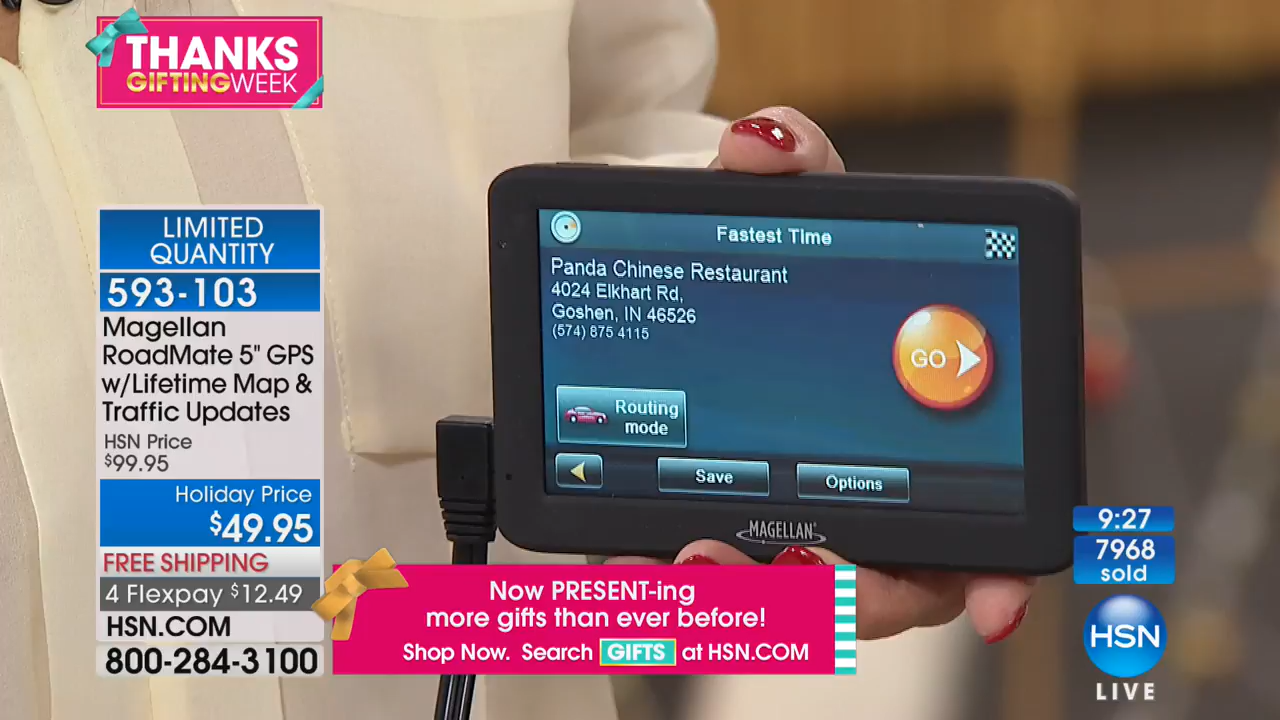 THANKS
GIFTING WEEK
LIMITED
QUANTITY
593-103
Magellan
RoadMate 5" GPS
w/Lifetime Map &
Traffic Updates
HSN Price
$99.95
Holiday Price
$49.95
FREE SHIPPING
4 Flexpay $12.49
HSN.COM
800-284-3100
Fastest Time
Panda Chinese Restaurant
4024 Elkhart Rd,
Goshen, IN 46526
(574) 875 4115
GO
Routing
mode
Save
Options
MAGELLAN®
Now PRESENT-ing
more gifts than ever before!
Shop Now. Search GIFTS at HSN.COM
9:27
7968
sold
HSN
LIVE